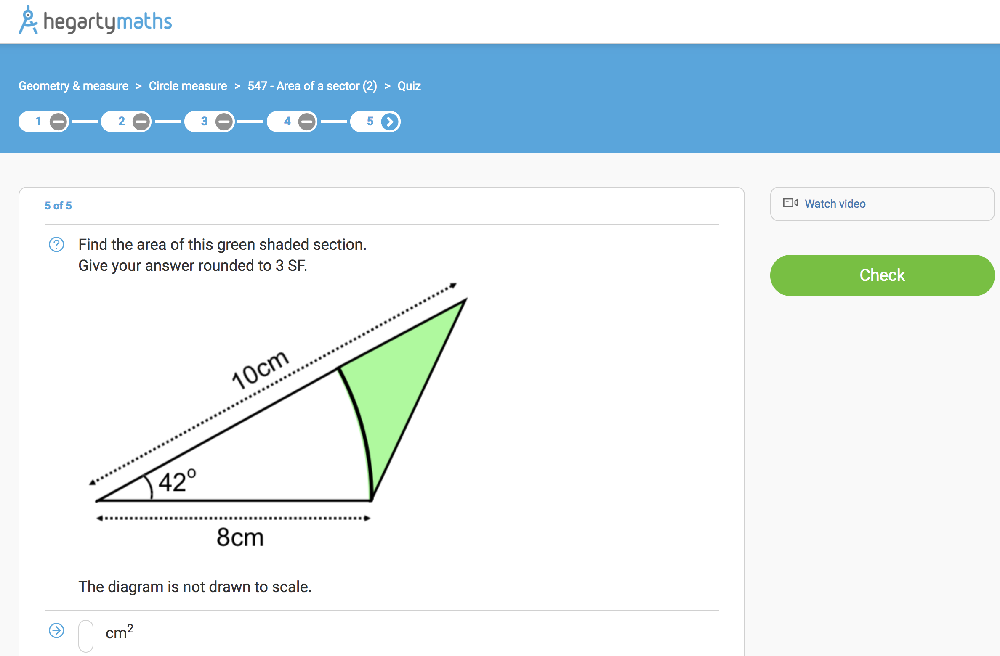 hegartymaths
Geometry & measure > Circle measure > 547 - Area of a sector (2) > Quiz
1 2 3 4 5
5 of 5
Watch video
Find the area of this green shaded section.
Give your answer rounded to 3 SF.
Check
10cm
42°
8cm
The diagram is not drawn to scale.
cm²